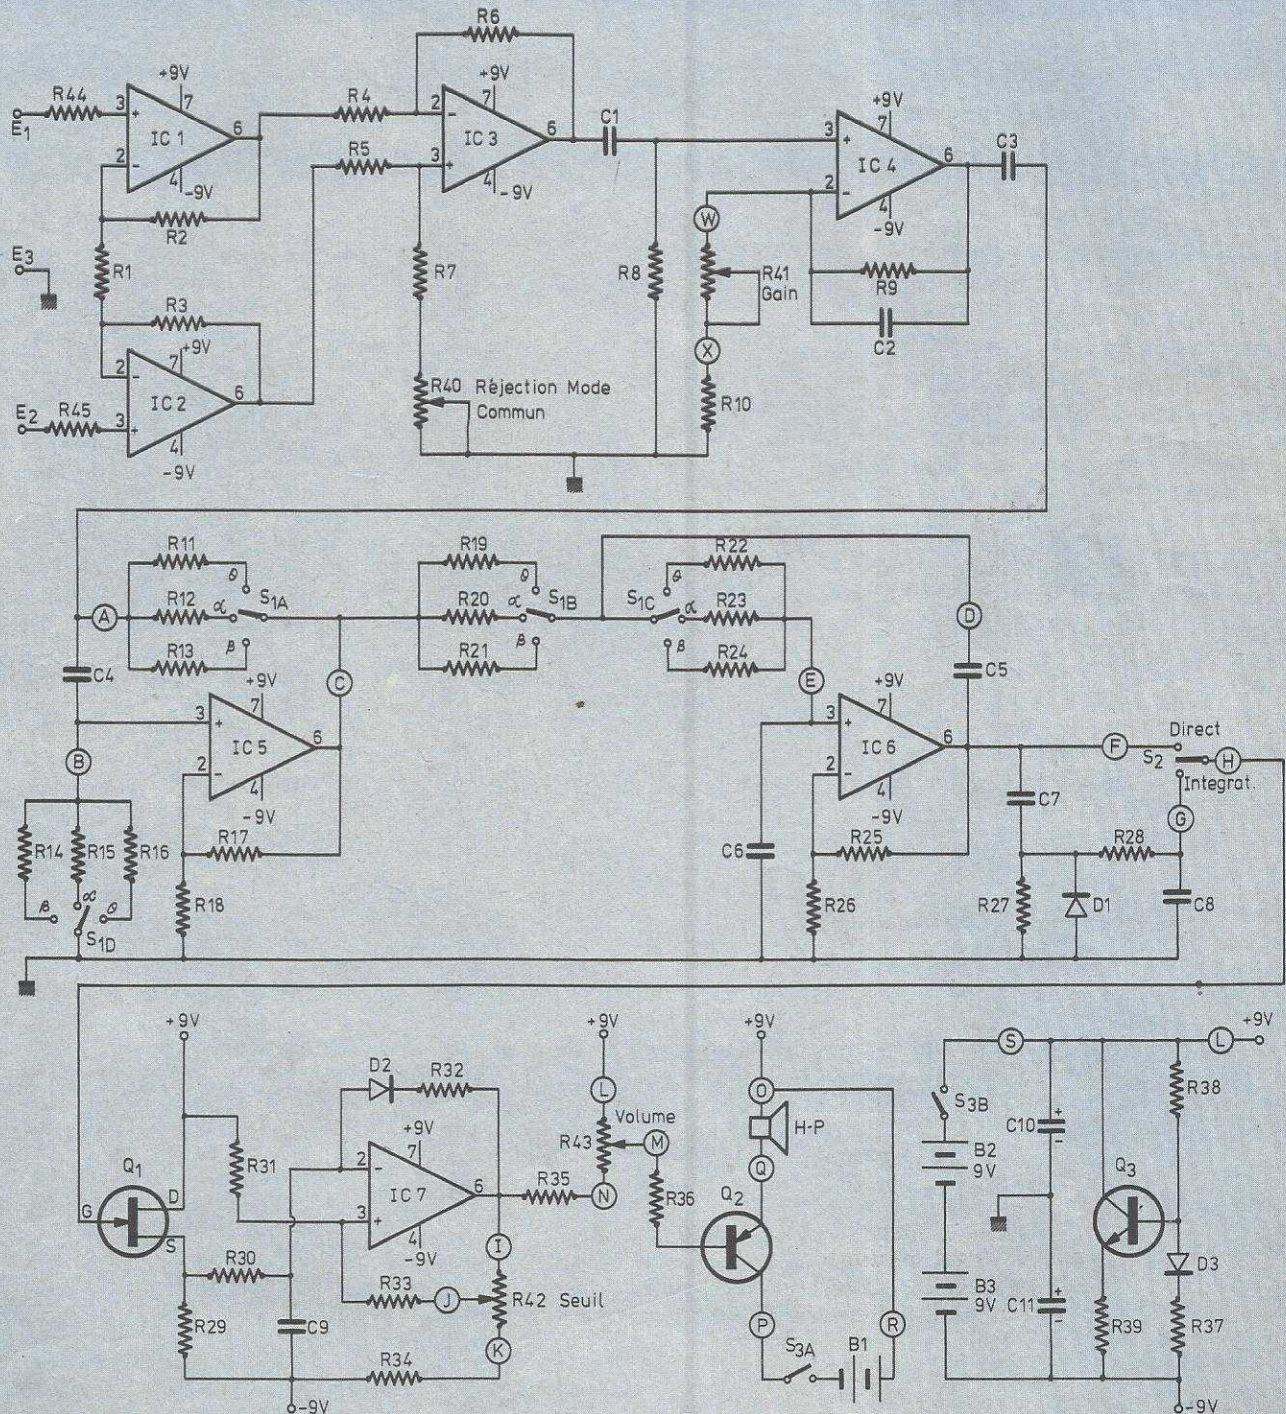 R6
+9V
R44
3
+
7
IC 1
6
R4
2
-
7
+9V
IC 3
6
C1
+9V
7
3
+
IC 4
6
C3
E1
2
-
4
-9V
R5
3
+
4
-9V
2
-
4
-9V
R2
W
E3
R1
R7
R8
R41
Gain
R9
R3
X
C2
2
-
7
+9V
IC 2
6
R40 Réjection Mode
Commun
R10
E2
R45
3
+
4
-9V
R11
θ
R19
θ
R22
θ
A
R12
α
S1A
R20
α
S1B
S1C
α
R23
D
R13
β
R21
β
β
R24
C4
C
E
C5
+9V
7
3
+
IC 5
6
+9V
7
3
+
IC 6
6
F
Direct
S2
H
Integrat.
B
2
-
4
-9V
2
-
4
-9V
C7
G
R14
R15
R16
R17
C6
R25
R28
β
α
θ
R18
R26
R27
D1
C8
S1D
+9V
+9V
+9V
+9V
D2
R32
L
O
S
L
R38
Volume
S3B
R31
+9V
7
R43
M
H-P
C10
+
-
Q1
2
-
B2
9V
Q3
D
IC 7
6
R35
N
Q
G
3
+
R36
Q2
S
4
-9V
I
R30
R33
J
R42 Seuil
B3
9V
C11
+
-
D3
R29
C9
K
P
R
R39
R37
R34
S3A
B1
-9V
-9V